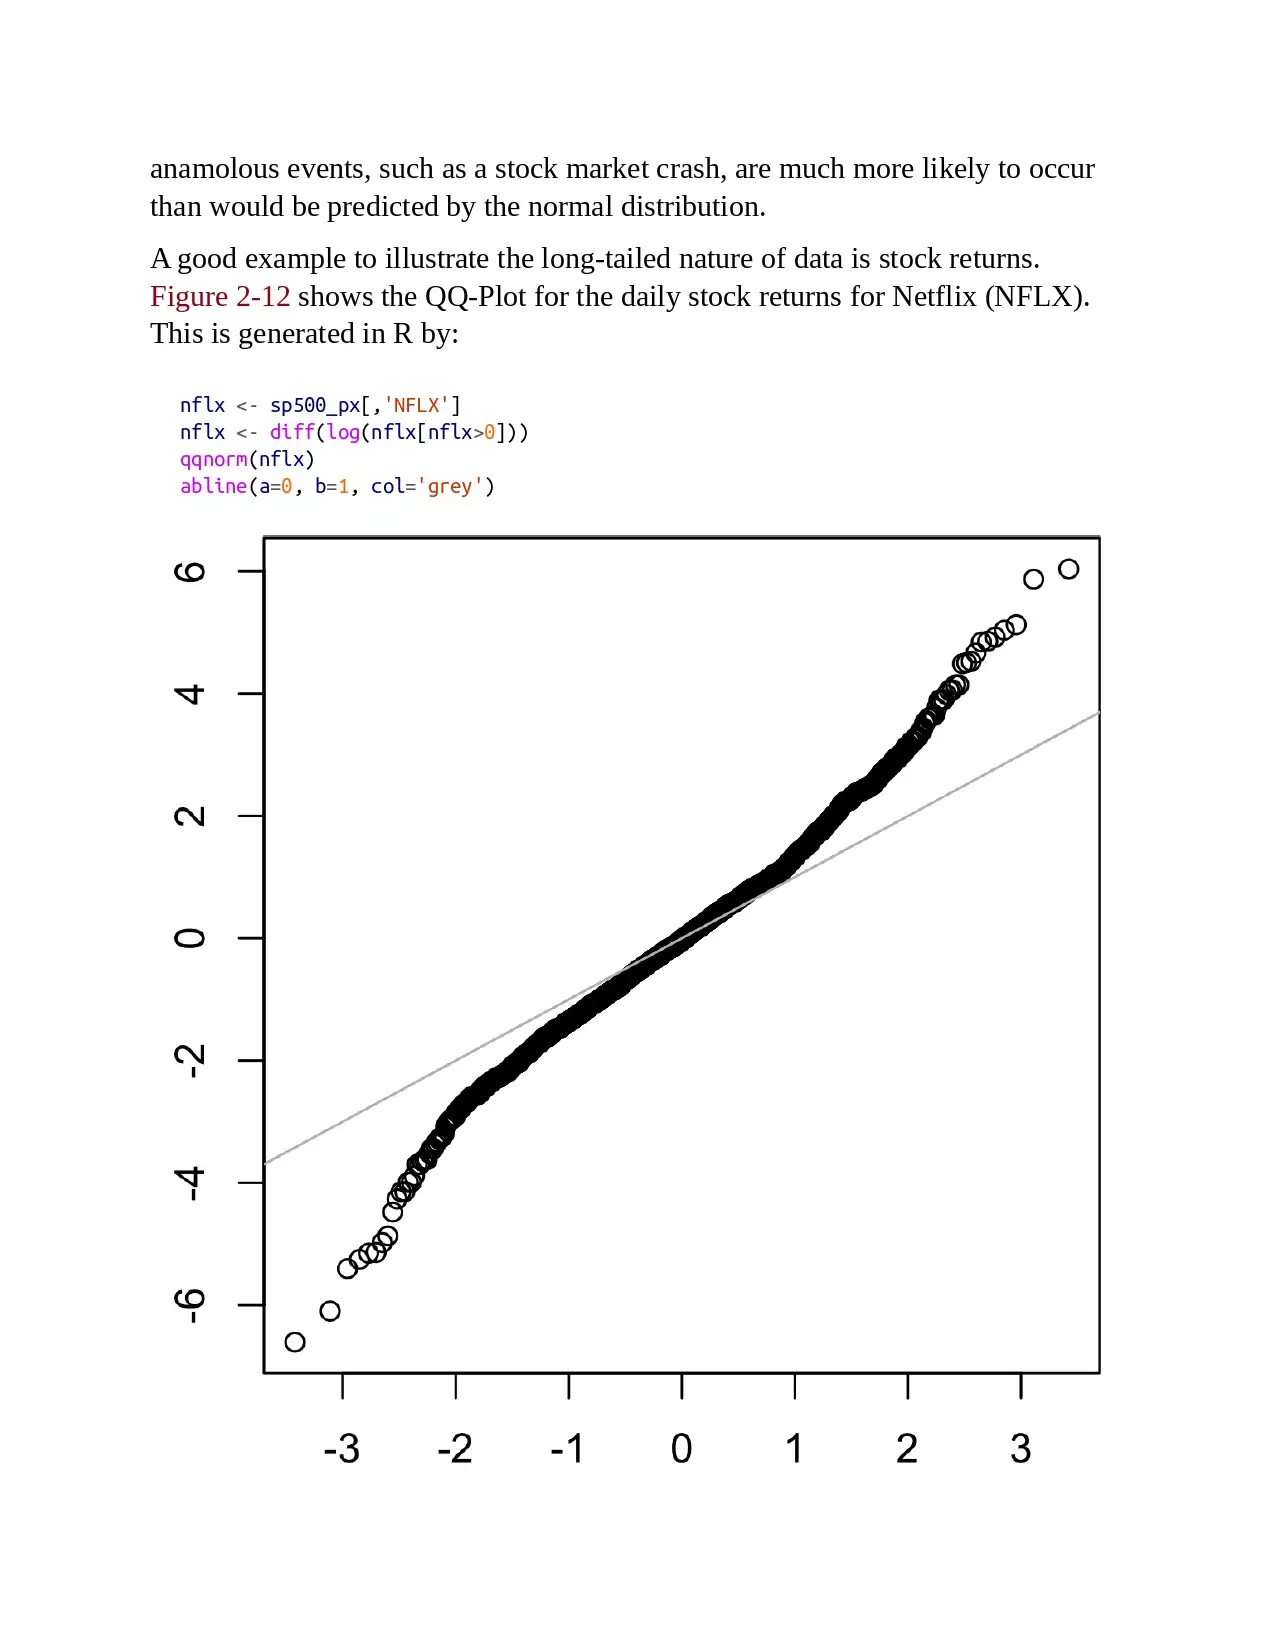 anamolous events, such as a stock market crash, are much more likely to occur
than would be predicted by the normal distribution.
A good example to illustrate the long-tailed nature of data is stock returns.
Figure 2-12 shows the QQ-Plot for the daily stock returns for Netflix (NFLX).
This is generated in R by:
nflx <- sp500_px[,'NFLX']
nflx <- diff(log(nflx[nflx>0]))
qqnorm(nflx)
abline(a=0, b=1, col='grey')
6
4
2
0
-2
-4
-6
-3 -2 -1 0 1 2 3